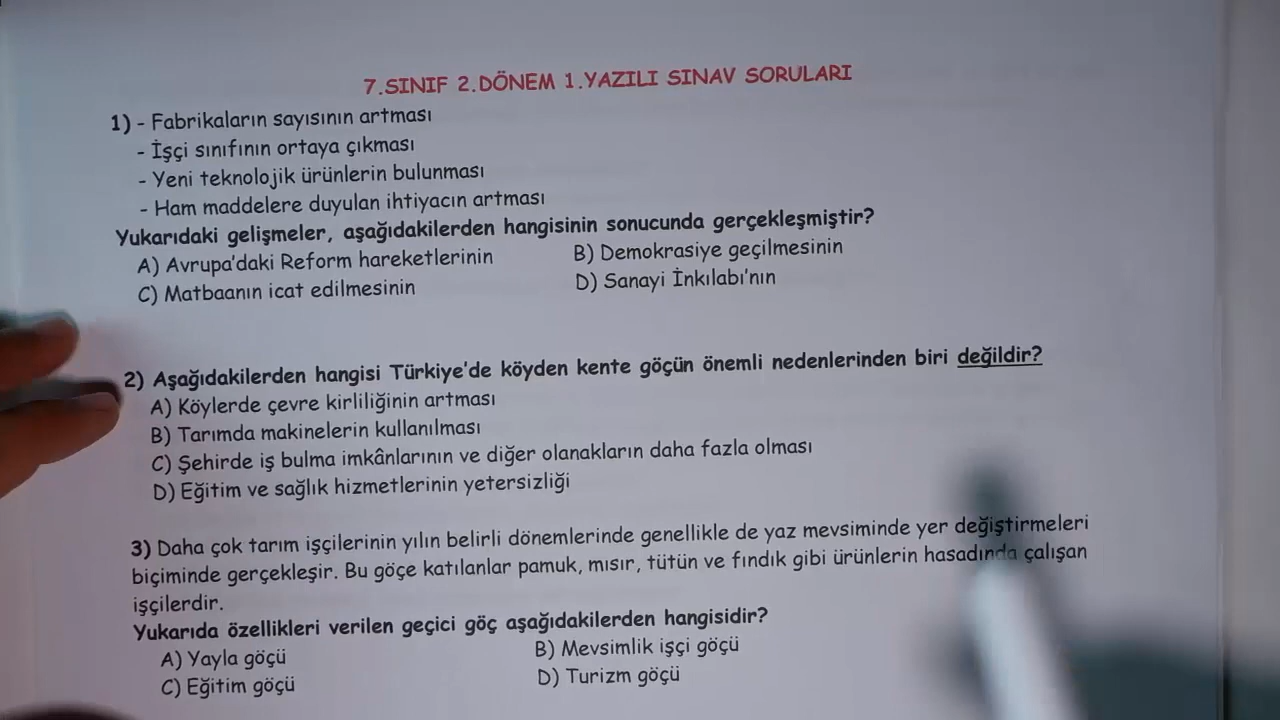 7.SINIF 2.DÖNEM 1.YAZILI SINAV SORULARI
1) - Fabrikaların sayısının artması
- İşçi sınıfının ortaya çıkması
- Yeni teknolojik ürünlerin bulunması
- Ham maddelere duyulan ihtiyacın artması
Yukarıdaki gelişmeler, aşağıdakilerden hangisinin sonucunda gerçekleşmiştir?
A) Avrupa'daki Reform hareketlerinin B) Demokrasiye geçilmesinin
C) Matbaanın icat edilmesinin D) Sanayi İnkılabı'nın
2) Aşağıdakilerden hangisi Türkiye'de köyden kente göçün önemli nedenlerinden biri değildir?
A) Köylerde çevre kirliliğinin artması
B) Tarımda makinelerin kullanılması
C) Şehirde iş bulma imkânlarının ve diğer olanakların daha fazla olması
D) Eğitim ve sağlık hizmetlerinin yetersizliği
3) Daha çok tarım işçilerinin yılın belirli dönemlerinde genellikle de yaz mevsiminde yer değiştirmeleri
biçiminde gerçekleşir. Bu göçe katılanlar pamuk, mısır, tütün ve fındık gibi ürünlerin hasadında çalışan
işçilerdir.
Yukarıda özellikleri verilen geçici göç aşağıdakilerden hangisidir?
A) Yayla göçü B) Mevsimlik işçi göçü
C) Eğitim göçü D) Turizm göçü